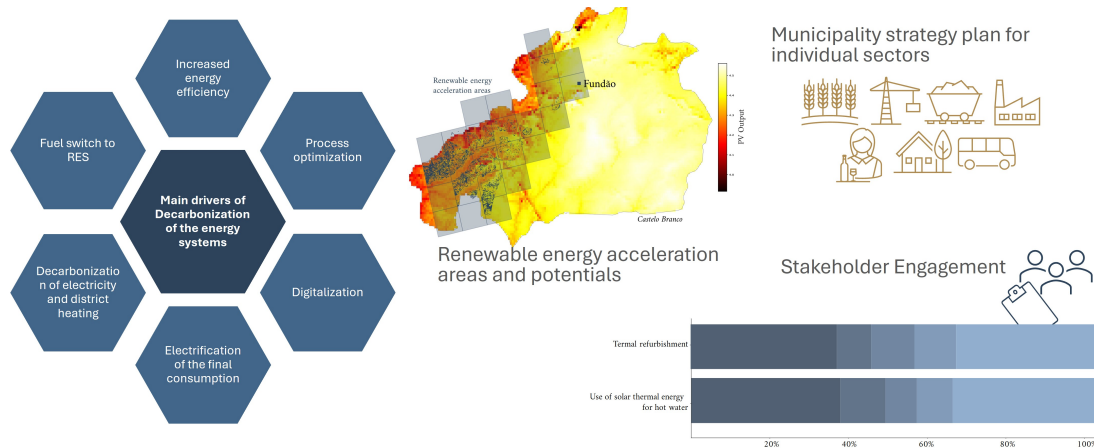 Increased
energy
efficiency
Fuel switch to
RES
Process
optimization
Main drivers of
Decarbonization
of the energy
systems
Decarbonizatio
n of electricity
and district
heating
Digitalization
Electrification
of the final
consumption
Renewable energy
acceleration areas
Fundão
PV Output
Castelo Branco
Renewable energy acceleration
areas and potentials
Municipality strategy plan for
individual sectors
Stakeholder Engagement
Termal refurbishment
Use of solar thermal energy
for hot water
20%
40%
60%
80%
100%